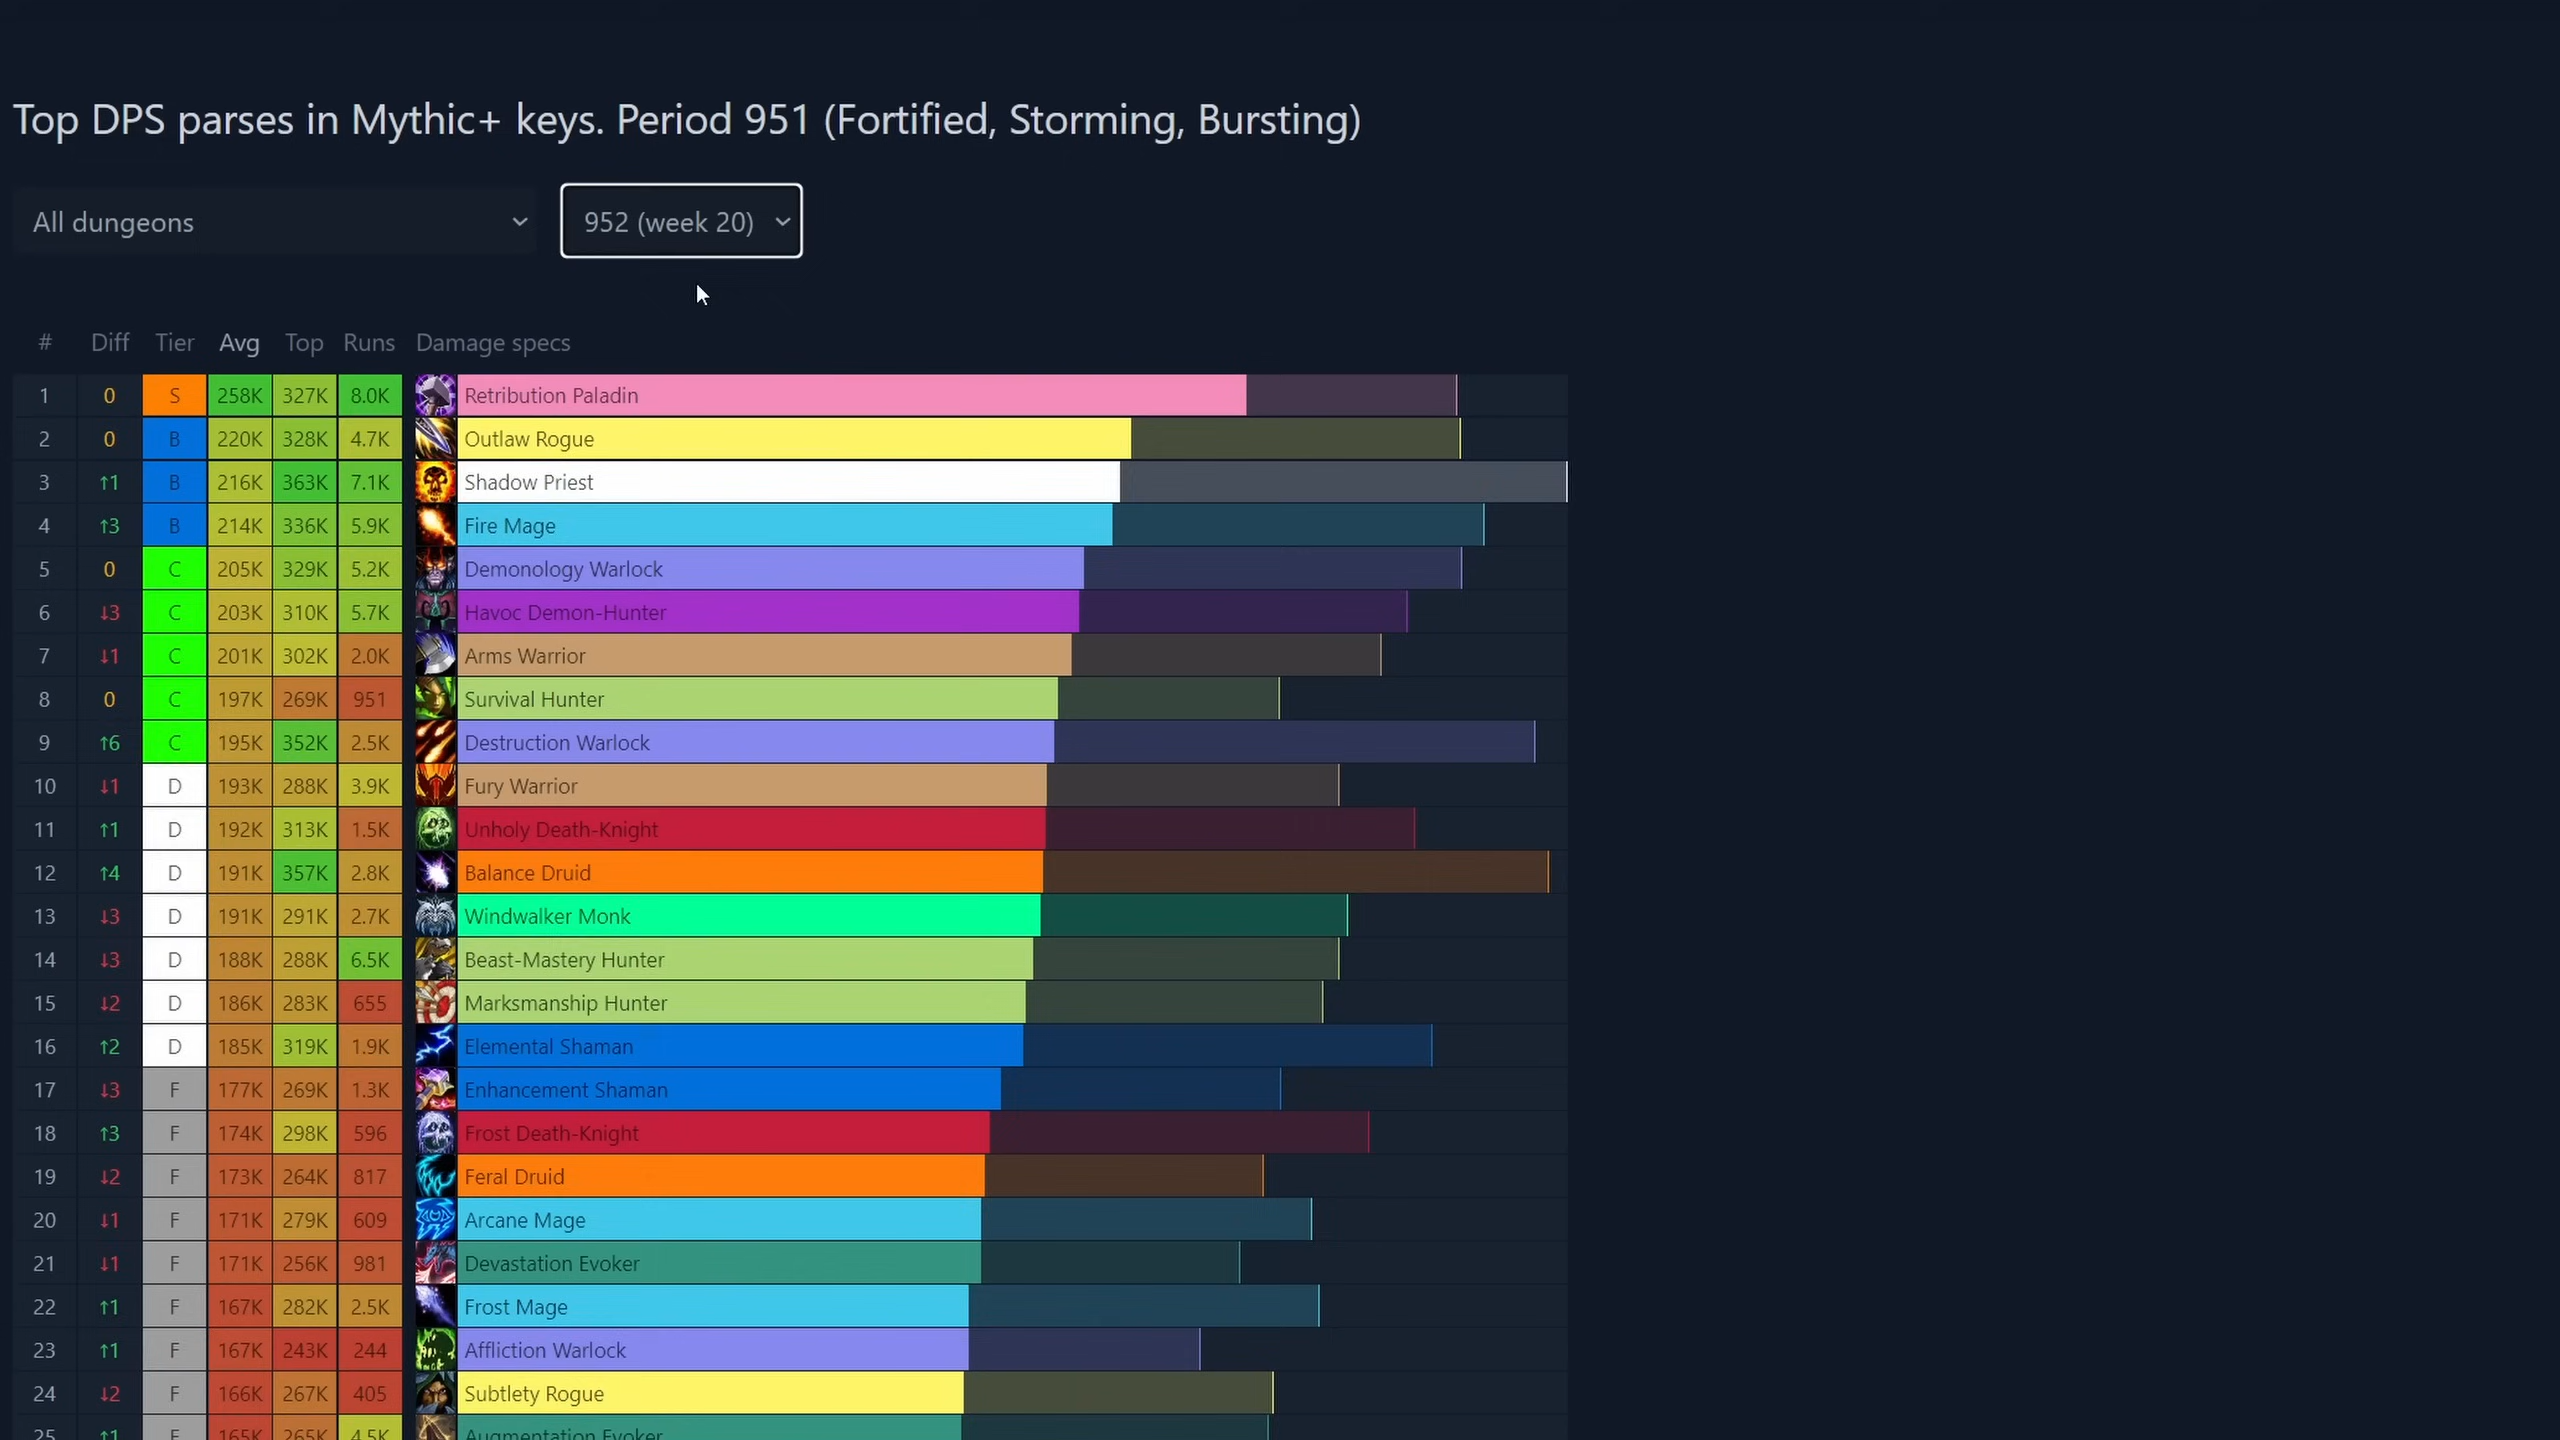 Top DPS parses in Mythic+ keys. Period 951 (Fortified, Storming, Bursting)
All dungeons 952 (week 20)
# Diff Tier Avg Top Runs Damage specs
1 0 S 258K 327K 8.0K Retribution Paladin
2 0 B 220K 328K 4.7K Outlaw Rogue
3 ↑1 B 216K 363K 7.1K Shadow Priest
4 ↑3 B 214K 336K 5.9K Fire Mage
5 0 C 205K 329K 5.2K Demonology Warlock
6 ↓3 C 203K 310K 5.7K Havoc Demon-Hunter
7 ↓1 C 201K 302K 2.0K Arms Warrior
8 0 C 197K 269K 951 Survival Hunter
9 ↑6 C 195K 352K 2.5K Destruction Warlock
10 ↓1 D 193K 288K 3.9K Fury Warrior
11 ↑1 D 192K 313K 1.5K Unholy Death-Knight
12 ↑4 D 191K 357K 2.8K Balance Druid
13 ↓3 D 191K 291K 2.7K Windwalker Monk
14 ↓3 D 188K 288K 6.5K Beast-Mastery Hunter
15 ↓2 D 186K 283K 655 Marksmanship Hunter
16 ↑2 D 185K 319K 1.9K Elemental Shaman
17 ↓3 F 177K 269K 1.3K Enhancement Shaman
18 ↑3 F 174K 298K 596 Frost Death-Knight
19 ↓2 F 173K 264K 817 Feral Druid
20 ↓1 F 171K 279K 609 Arcane Mage
21 ↓1 F 171K 256K 981 Devastation Evoker
22 ↑1 F 167K 282K 2.5K Frost Mage
23 ↑1 F 167K 243K 244 Affliction Warlock
24 ↓2 F 166K 267K 405 Subtlety Rogue
25 ↑1 F 165K 265K 4.5K Augmentation Evoker